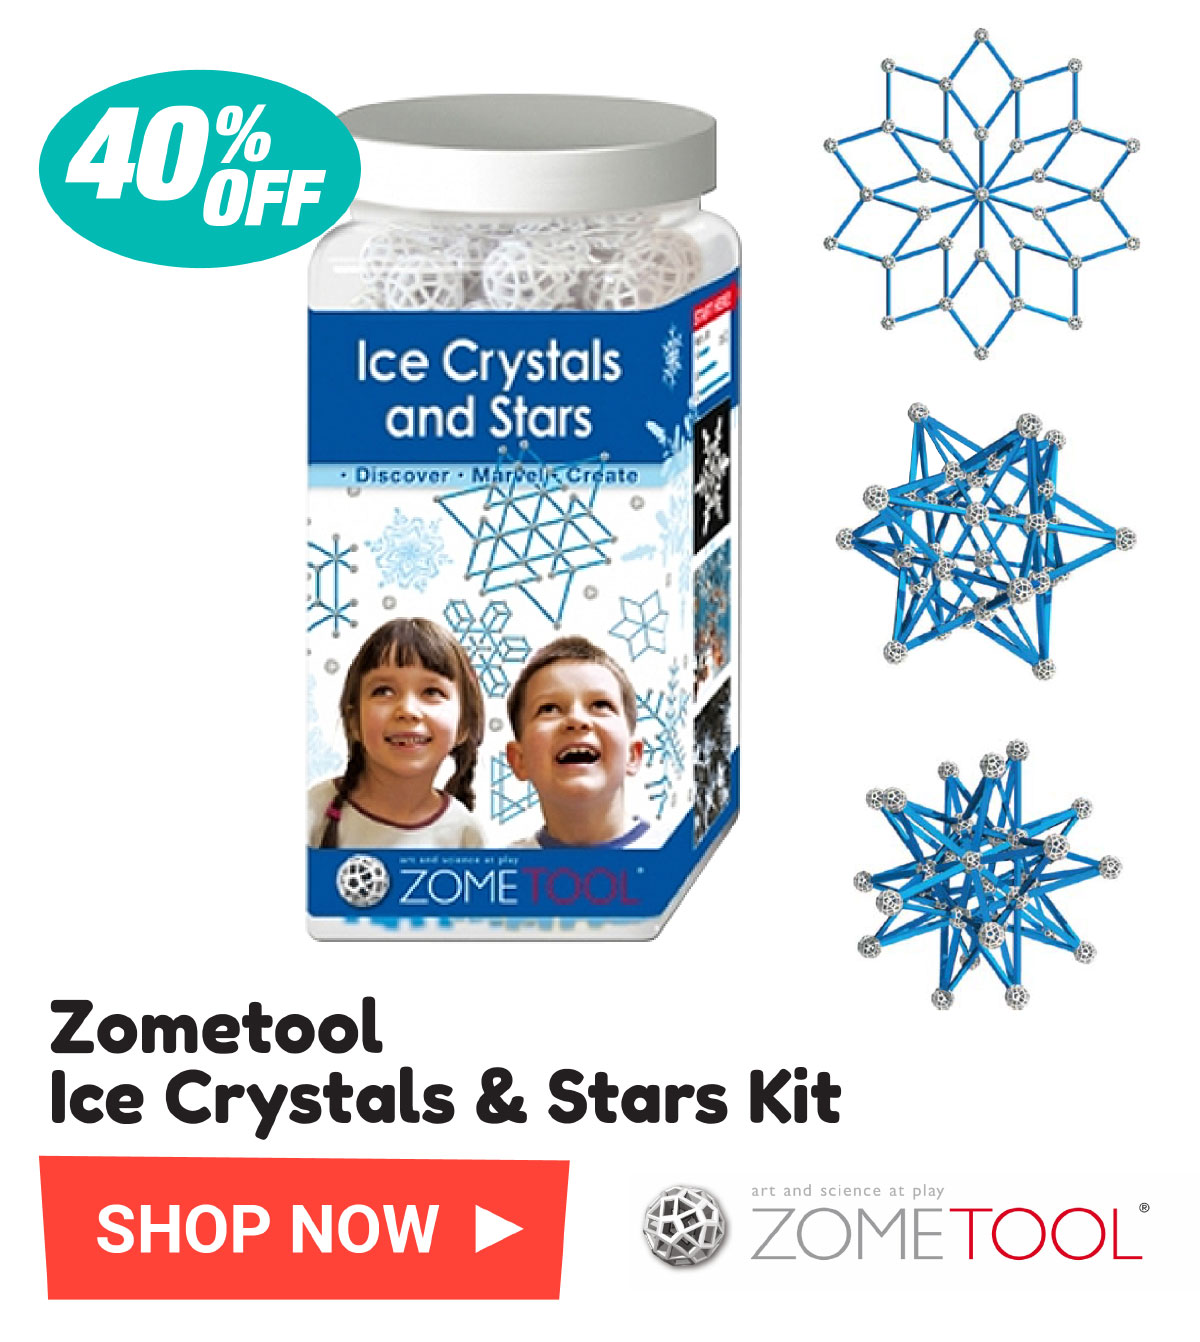 40%
OFF
Ice Crystals
and Stars
· Discover · Marvel · Create
art and science at play
ZOMETOOL®
Zometool
Ice Crystals & Stars Kit
SHOP NOW
art and science at play
ZOMETOOL®